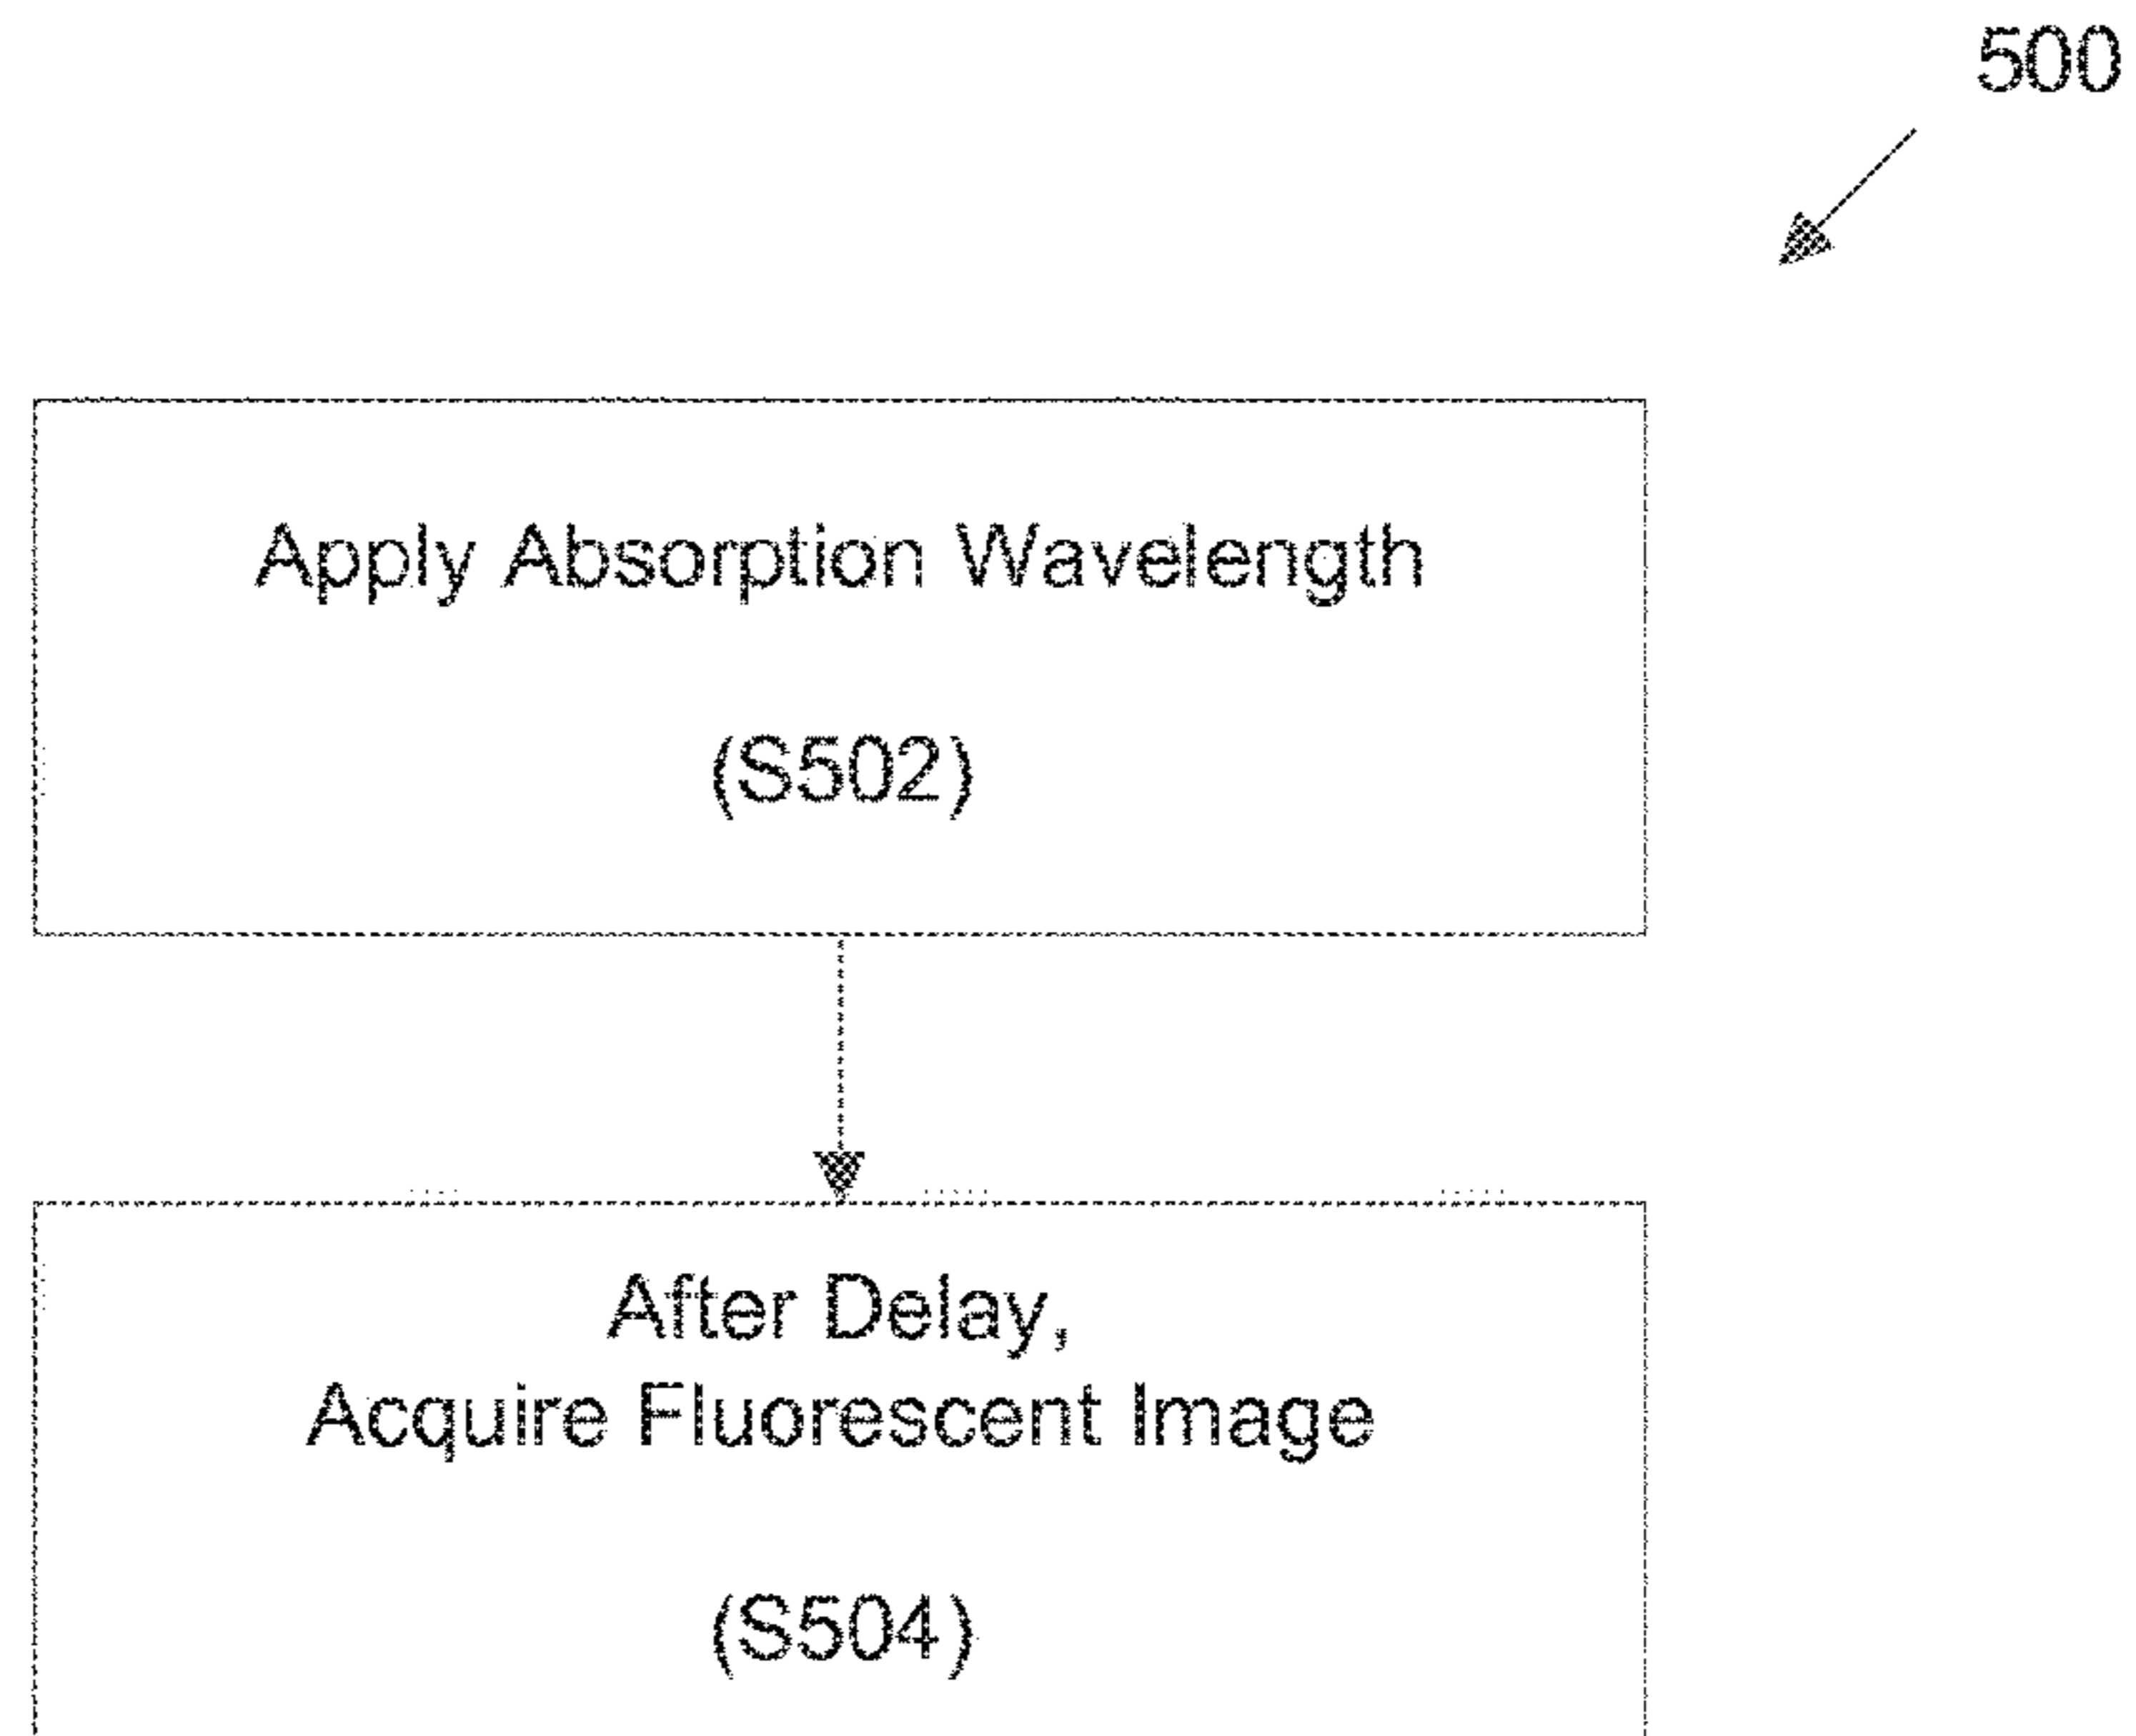 500
Apply Absorption Wavelength
(S502)
After Delay,
Acquire Fluorescent Image
(S504)